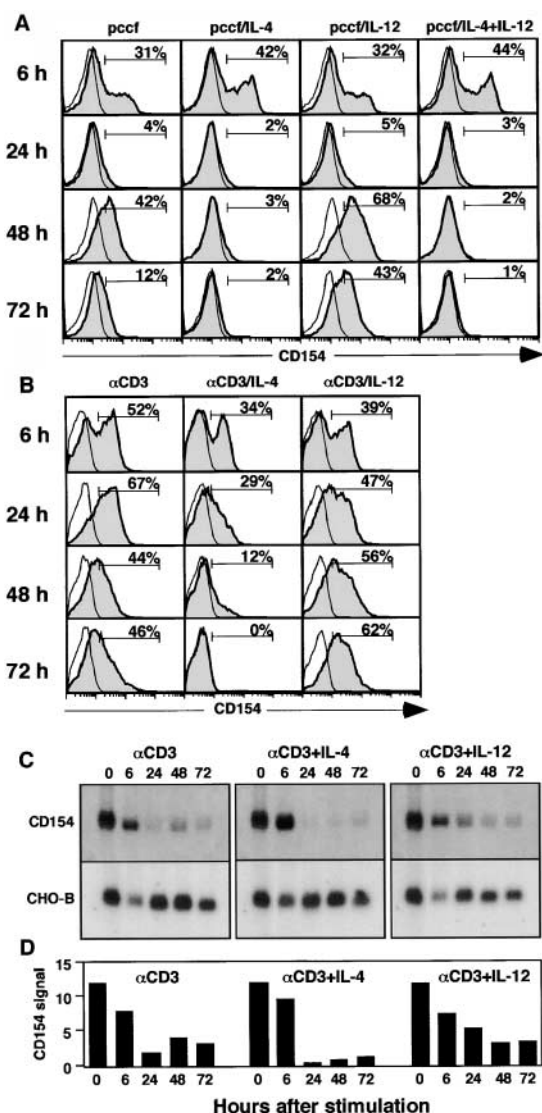 A
pccf pccf/IL-4 pccf/IL-12 pccf/IL-4+IL-12
6 h 31% 42% 32% 44%
24 h 4% 2% 5% 3%
48 h 42% 3% 68% 2%
72 h 12% 2% 43% 1%
CD154
B
αCD3 αCD3/IL-4 αCD3/IL-12
6 h 52% 34% 39%
24 h 67% 29% 47%
48 h 44% 12% 56%
72 h 46% 0% 62%
CD154
C
αCD3 αCD3+IL-4 αCD3+IL-12
0 6 24 48 72 0 6 24 48 72 0 6 24 48 72
CD154
CHO-B
D
αCD3 αCD3+IL-4 αCD3+IL-12
CD154 signal
15
10
5
0
0 6 24 48 72 0 6 24 48 72 0 6 24 48 72
Hours after stimulation